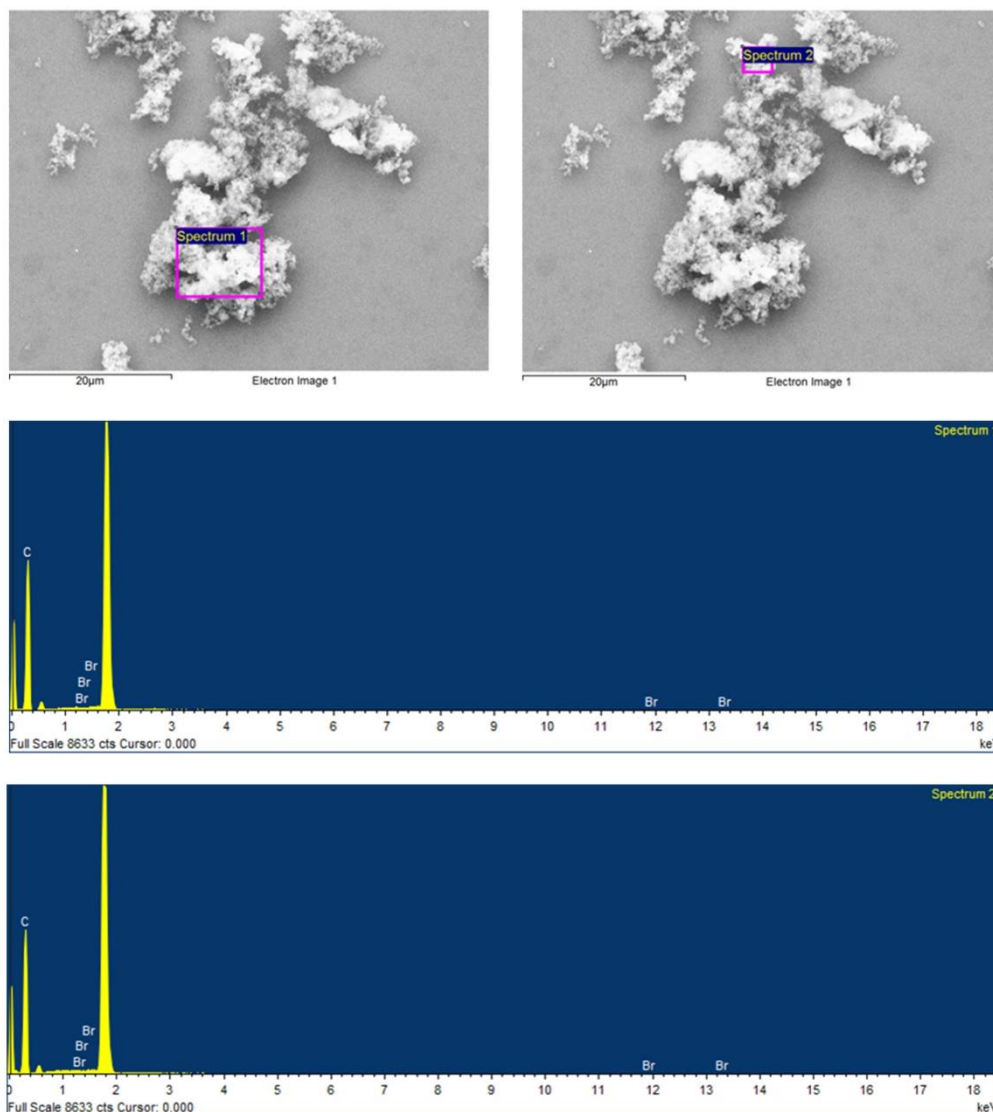 Spectrum 1
Spectrum 2
20µm
Electron Image 1
20µm
Electron Image 1
Spectrum
C
Br
Br
Br
Br
Br
0 1 2 3 4 5 6 7 8 9 10 11 12 13 14 15 16 17 18
Full Scale 8633 cts Cursor: 0.000
keV
Spectrum 2
C
Br
Br
Br
Br
Br
0 1 2 3 4 5 6 7 8 9 10 11 12 13 14 15 16 17 18
Full Scale 8633 cts Cursor: 0.000
keV